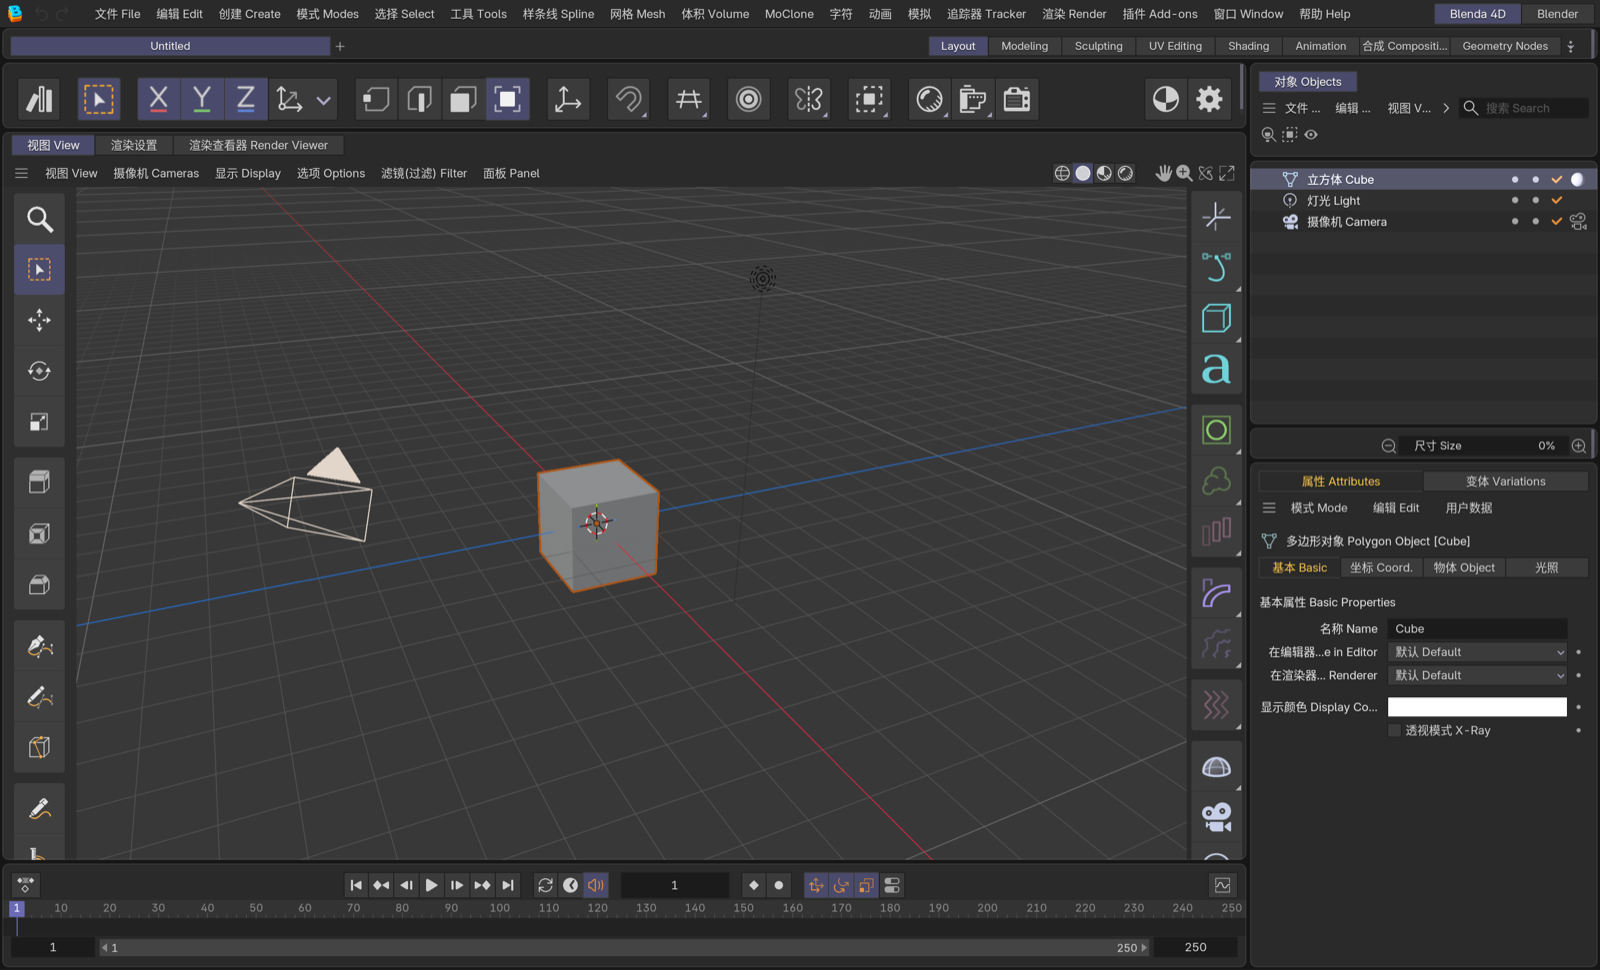 文件 File 编辑 Edit 创建 Create 模式 Modes 选择 Select 工具 Tools 样条线 Spline 网格 Mesh 体积 Volume MoClone 字符 动画 模拟 追踪器 Tracker 渲染 Render 插件 Add-ons 窗口 Window 帮助 Help Blenda 4D Blender
Untitled + Layout Modeling Sculpting UV Editing Shading Animation 合成 Compositi... Geometry Nodes
X Y Z
视图 View 渲染设置 渲染查看器 Render Viewer
视图 View 摄像机 Cameras 显示 Display 选项 Options 滤镜(过滤) Filter 面板 Panel
a
1
1 10 20 30 40 50 60 70 80 90 100 110 120 130 140 150 160 170 180 190 200 210 220 230 240 250
1 1 250 250
对象 Objects
文件 ... 编辑 ... 视图 V... 搜索 Search
立方体 Cube
灯光 Light
摄像机 Camera
尺寸 Size 0%
属性 Attributes 变体 Variations
模式 Mode 编辑 Edit 用户数据
多边形对象 Polygon Object [Cube]
基本 Basic 坐标 Coord. 物体 Object 光照
基本属性 Basic Properties
名称 Name Cube
在编辑器...e in Editor 默认 Default
在渲染器... Renderer 默认 Default
显示颜色 Display Co...
透视模式 X-Ray